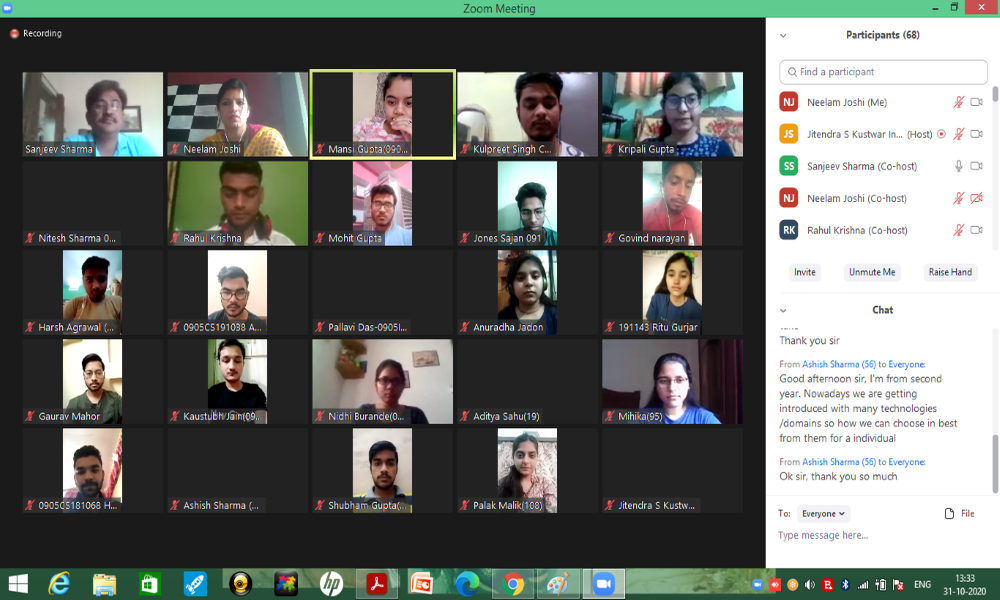 Zoom Meeting
Recording
Participants (68)
Find a participant
NJ Neelam Joshi (Me)
JS Jitendra S Kustwar In... (Host)
SS Sanjeev Sharma (Co-host)
NJ Neelam Joshi (Co-host)
RK Rahul Krishna (Co-host)
Invite Unmute Me Raise Hand
Sanjeev Sharma
Neelam Joshi
Mansi Gupta(090...
Kulpreet Singh C...
Kripali Gupta
Nitesh Sharma 0...
Rahul Krishna
Mohit Gupta
Jones Sajan 091
Govind narayan
Harsh Agrawal (...
0905CS191038 A...
Pallavi Das-0905I...
Anuradha Jadon
191143 Ritu Gurjar
Gaurav Mahor
Kaustubh Jain(09...
Nidhi Burande(0...
Aditya Sahu(19)
Mihika(95)
0905CS181068 H...
Ashish Sharma (...
Shubham Gupta(...
Palak Malik(108)
Jitendra S Kustw...
Chat
Thank you sir
From Ashish Sharma (56) to Everyone:
Good afternoon sir, I'm from second
year, Nowadays we are getting
introduced with many technologies
/domains so how we can choose in best
from them for a individual
From Ashish Sharma (56) to Everyone:
Ok sir, thank you so much
To: Everyone File
Type message here...
hp
ENG
13:33
31-10-2020